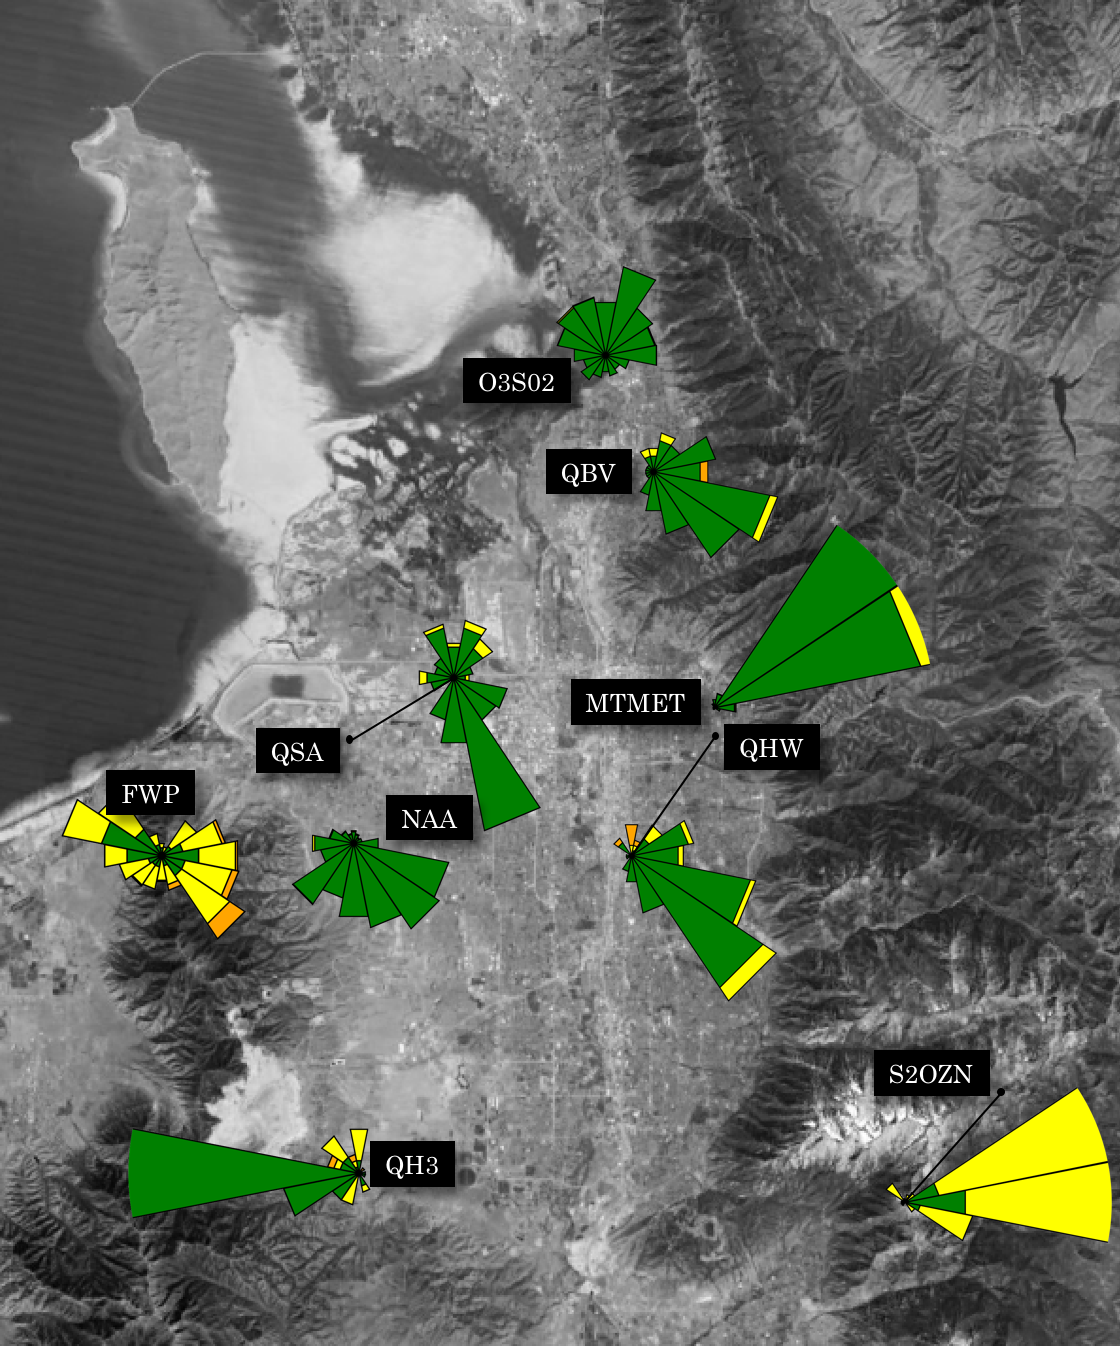 O3S02
QBV
MTMET
QHW
QSA
FWP
NAA
S2OZN
QH3